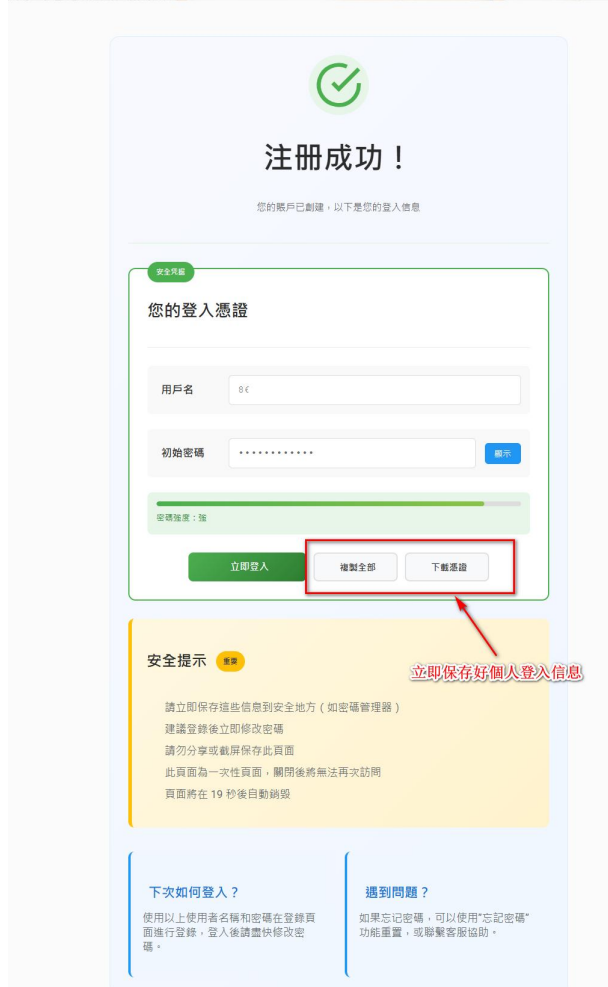 注册成功！
您的賬戶已創建，以下是您的登入信息
安全凭証
您的登入憑證
用戶名
8€
初始密碼
············
顯示
密碼強度：強
立即登入
複製全部
下載憑證
立即保存好個人登入信息
安全提示
重要
請立即保存這些信息到安全地方 ( 如密碼管理器 )
建議登錄後立即修改密碼
請勿分享或截屏保存此頁面
此頁面為一次性頁面，關閉後將無法再次訪問
頁面將在 19 秒後自動銷毀
下次如何登入？
使用以上使用者名稱和密碼在登錄頁
面進行登錄，登入後請盡快修改密
碼。
遇到問題？
如果忘记密碼，可以使用“忘記密碼”
功能重置，或聯繫客服協助。